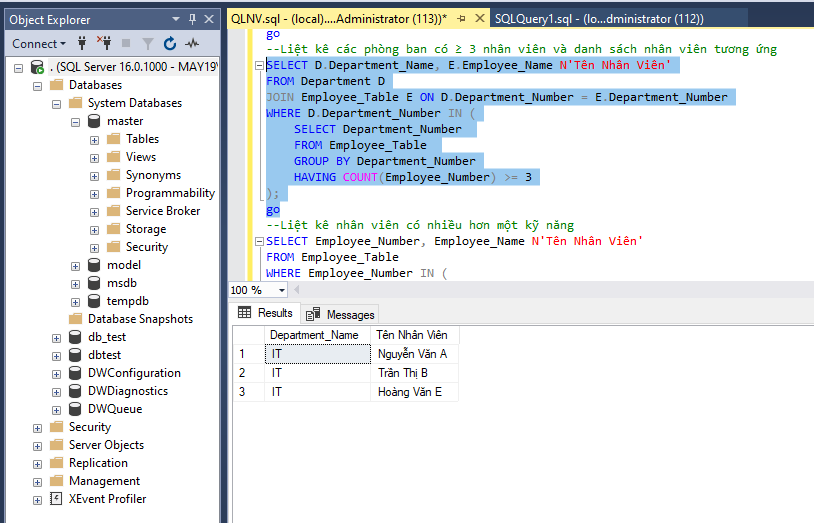 Object Explorer
Connect
. (SQL Server 16.0.1000 - MAY19\
Databases
System Databases
master
Tables
Views
Synonyms
Programmability
Service Broker
Storage
Security
model
msdb
tempdb
Database Snapshots
db_test
dbtest
DWConfiguration
DWDiagnostics
DWQueue
Security
Server Objects
Replication
Management
XEvent Profiler
QLNV.sql - (local)....Administrator (113))*
SQLQuery1.sql - (lo...dministrator (112))
go
--Liệt kê các phòng ban có ≥ 3 nhân viên và danh sách nhân viên tương ứng
SELECT D.Department_Name, E.Employee_Name N'Tên Nhân Viên'
FROM Department D
JOIN Employee_Table E ON D.Department_Number = E.Department_Number
WHERE D.Department_Number IN (
SELECT Department_Number
FROM Employee_Table
GROUP BY Department_Number
HAVING COUNT(Employee_Number) >= 3
);
go
--Liệt kê nhân viên có nhiều hơn một kỹ năng
SELECT Employee_Number, Employee_Name N'Tên Nhân Viên'
FROM Employee_Table
WHERE Employee_Number IN (
100 %
Results Messages
Department_Name Tên Nhân Viên
1 IT Nguyễn Văn A
2 IT Trần Thị B
3 IT Hoàng Văn E